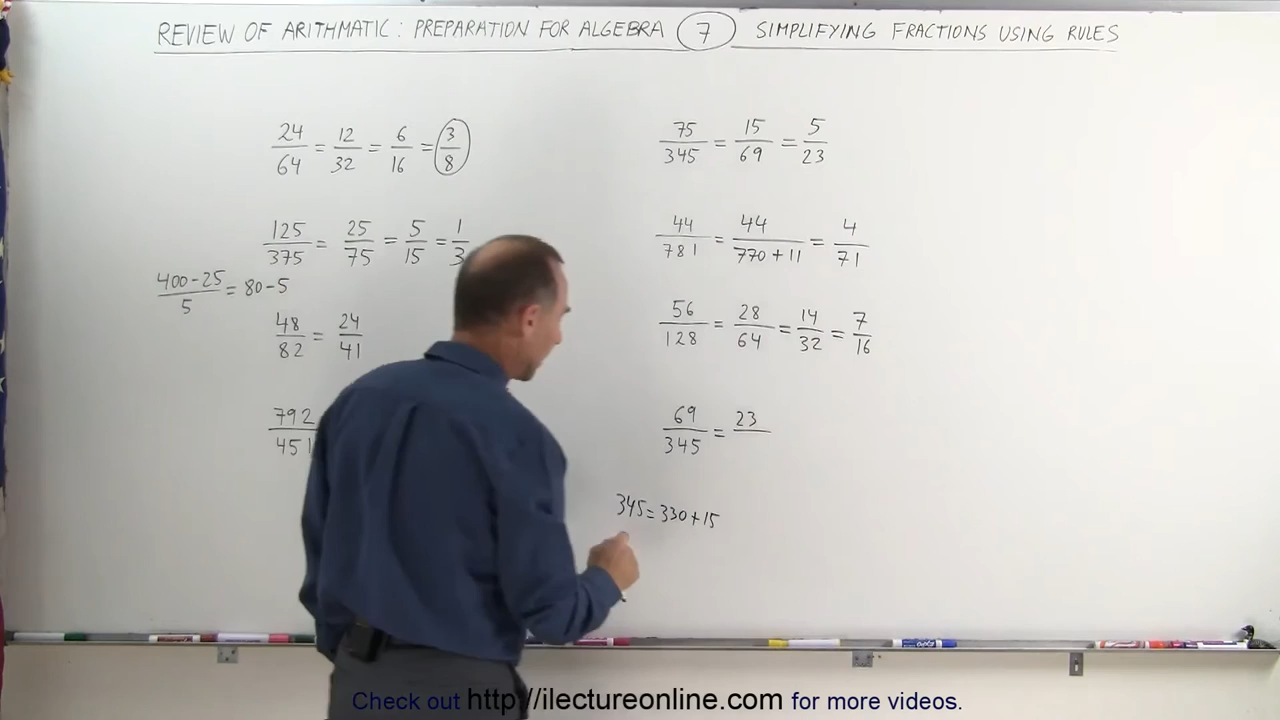 REVIEW OF ARITHMATIC: PREPARATION FOR ALGEBRA 7 SIMPLIFYING FRACTIONS USING RULES
24/64 = 12/32 = 6/16 = 3/8
125/375 = 25/75 = 5/15 = 1/3
400-25/5 = 80-5
48/82 = 24/41
792/451
75/345 = 15/69 = 5/23
44/781 = 44/770+11 = 4/71
56/128 = 28/64 = 14/32 = 7/16
69/345 = 23
345=330+15
Check out http://ilectureonline.com for more videos.